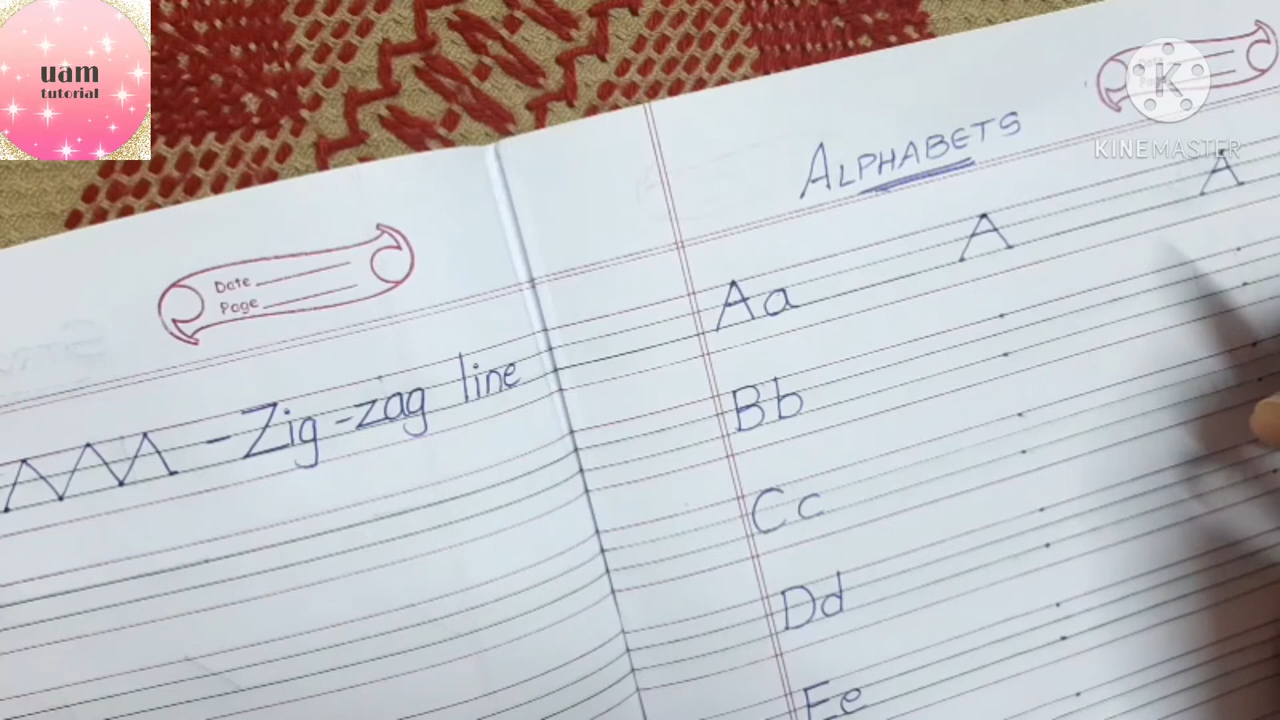 uam
tutorial
KINEMASTER
Date
Page
Zig-zag line
ALPHABETS
Aa A A
Bb
Cc
Dd
Ee